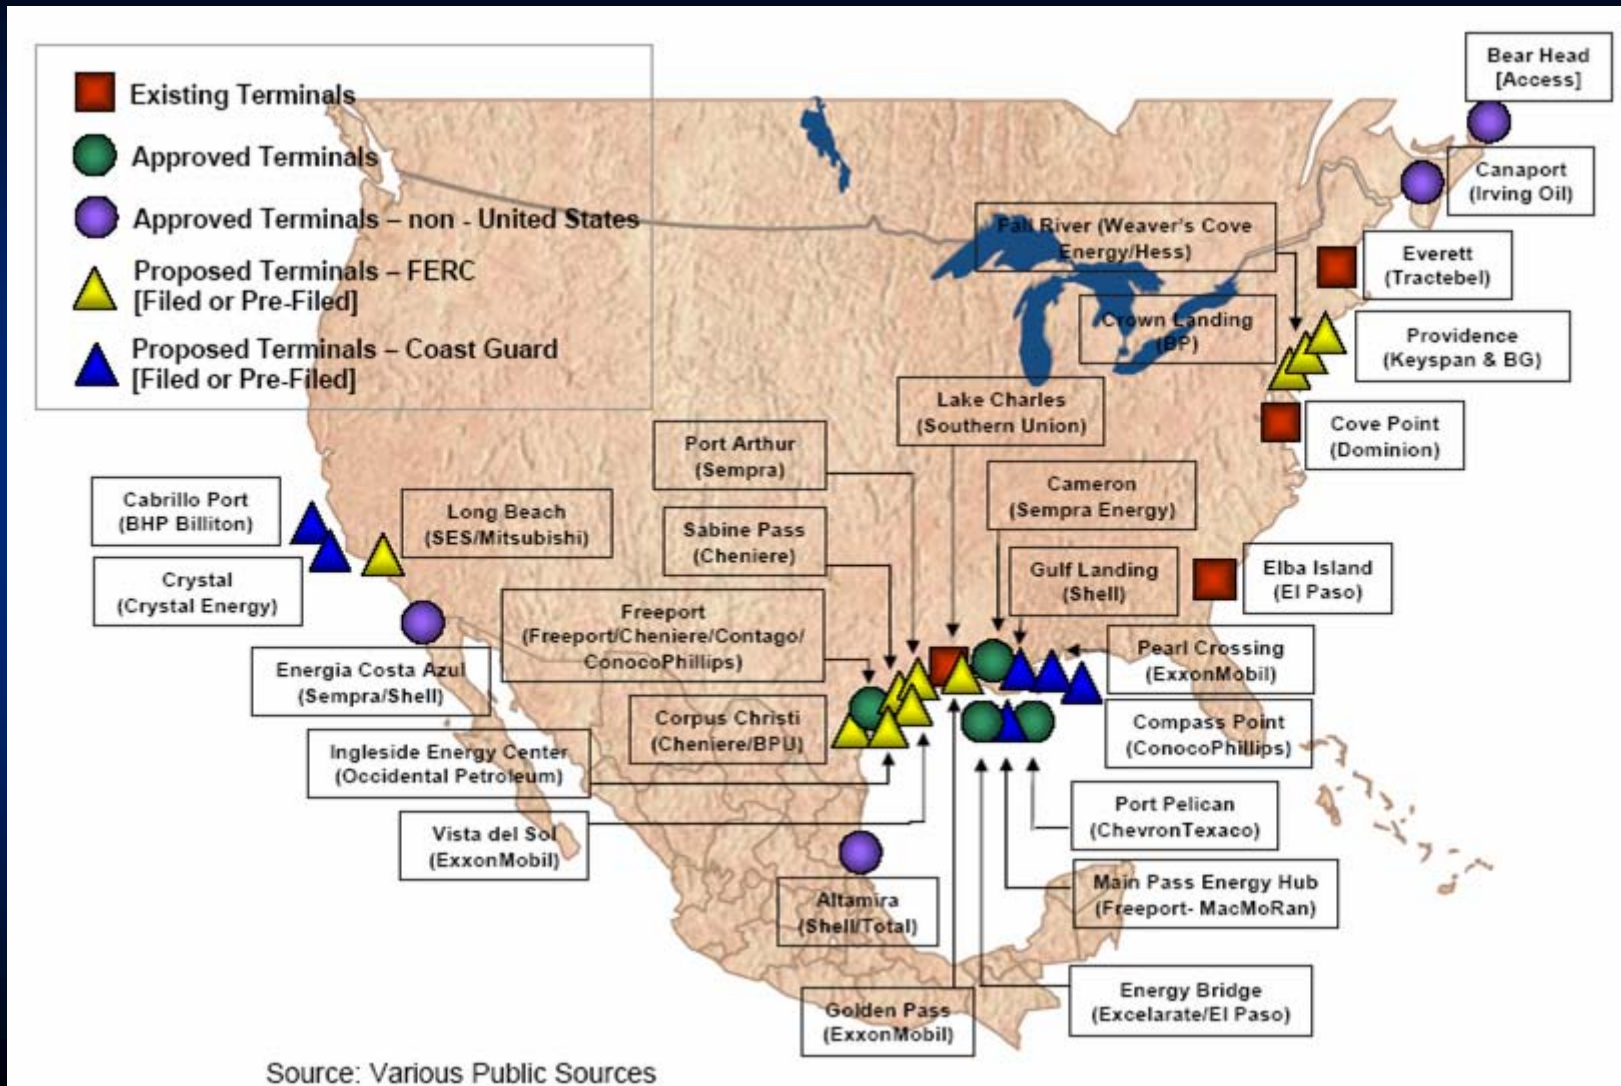 Existing Terminals
Approved Terminals
Approved Terminals – non - United States
Proposed Terminals – FERC
[Filed or Pre-Filed]
Proposed Terminals – Coast Guard
[Filed or Pre-Filed]
Bear Head
[Access]
Canaport
(Irving Oil)
Fall River (Weaver's Cove
Energy/Hess)
Everett
(Tractebel)
Crown Landing
(BP)
Providence
(Keyspan & BG)
Lake Charles
(Southern Union)
Cove Point
(Dominion)
Port Arthur
(Sempra)
Cameron
(Sempra Energy)
Cabrillo Port
(BHP Billiton)
Long Beach
(SES/Mitsubishi)
Sabine Pass
(Cheniere)
Crystal
(Crystal Energy)
Gulf Landing
(Shell)
Elba Island
(El Paso)
Freeport
(Freeport/Cheniere/Contago/
ConocoPhillips)
Pearl Crossing
(ExxonMobil)
Energia Costa Azul
(Sempra/Shell)
Corpus Christi
(Cheniere/BPU)
Compass Point
(ConocoPhillips)
Ingleside Energy Center
(Occidental Petroleum)
Port Pelican
(ChevronTexaco)
Vista del Sol
(ExxonMobil)
Main Pass Energy Hub
(Freeport- MacMoRan)
Altamira
(Shell/Total)
Energy Bridge
(Excelarate/El Paso)
Golden Pass
(ExxonMobil)
Source: Various Public Sources